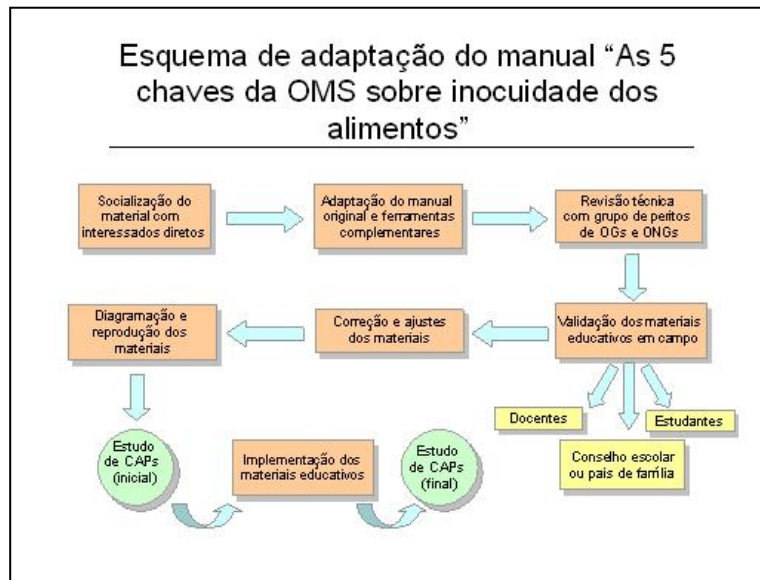 Esquema de adaptação do manual “As 5
chaves da OMS sobre inocuidade dos
alimentos”
Socialização do
material com
interessados diretos
Adaptação do manual
original e ferramentas
complementares
Revisão técnica
com grupo de peritos
de OGs e ONGs
Validação dos materiais
educativos em campo
Correção e ajustes
dos materiais
Diagramação e
reprodução dos
materiais
Docentes
Estudantes
Conselho escolar
ou pais de família
Estudo
de CAPs
(inicial)
Implementação dos
materiais educativos
Estudo
de CAPs
(final)